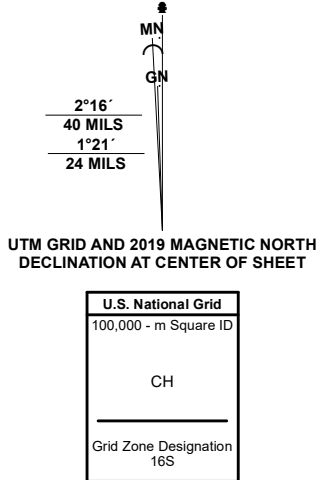 MN
GN
2°16´
40 MILS
1°21´
24 MILS
UTM GRID AND 2019 MAGNETIC NORTH
DECLINATION AT CENTER OF SHEET
U.S. National Grid
100,000 - m Square ID
CH
Grid Zone Designation
16S